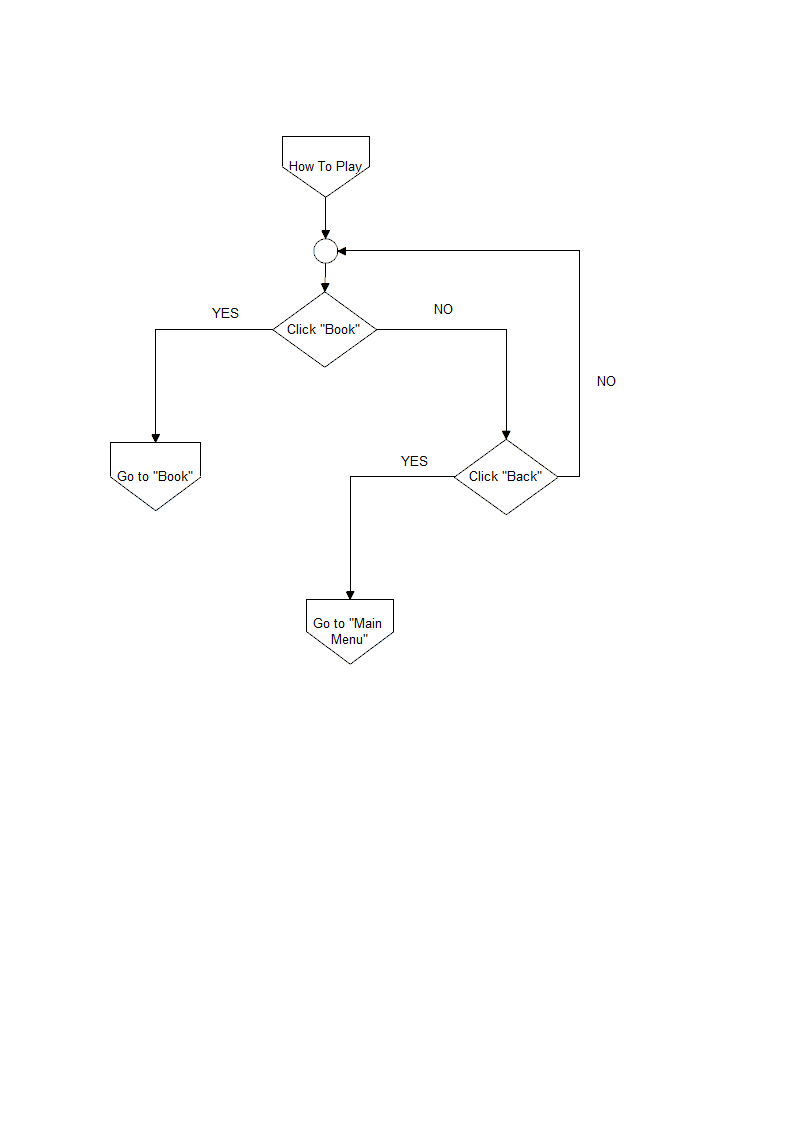 How To Play
YES
NO
Click "Book"
NO
YES
Go to "Book"
Click "Back"
Go to "Main
Menu"